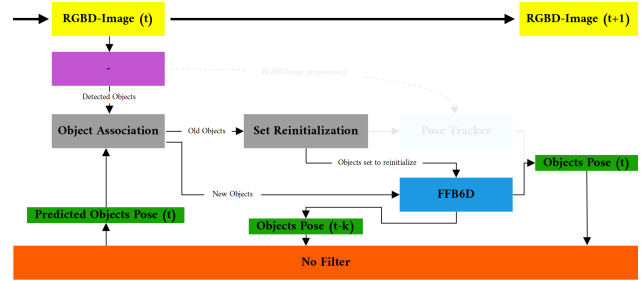 RGBD-Image (t)
RGBD-Image (t+1)
-
RGBD-Image preprocessed
Detected Objects
Object Association
Old Objects
Set Reinitialization
Pose Tracker
Objects set to reinitialize
Objects Pose (t)
New Objects
FFB6D
Predicted Objects Pose (t)
Objects Pose (t-k)
No Filter